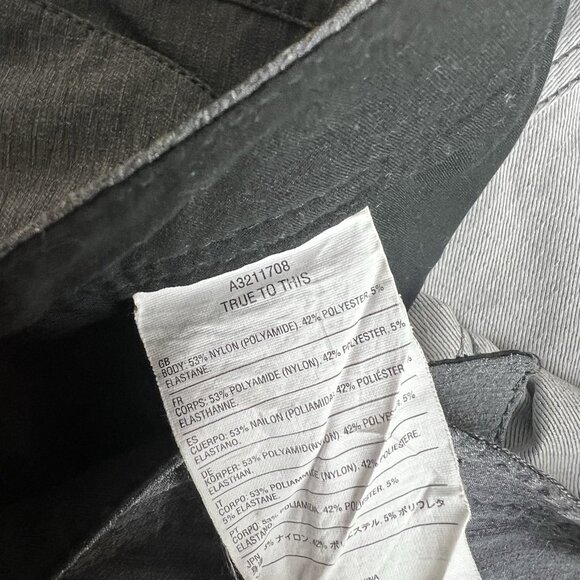 A3211708
TRUE TO THIS
GB
BODY: 53% NYLON (POLYAMIDE). 42% POLYESTER. 5%
ELASTANE.
FR
CORPS: 53% POLYAMIDE (NYLON). 42% POLYESTER. 5%
ELASTHANNE.
ES
CUERPO: 53% NAILON (POLIAMIDA). 42% POLIÉSTER
ELASTANO.
DE
KÖRPER: 53% POLYAMID(NYLON). 42% POLYESTER. 5%
ELASTHAN.
IT
CORPO: 53% POLIAMMIDE (NYLON). 42% POLIESTERE.
5% ELASTANE.
PT
CORPO: 53% 42% POLIESTER. 5%
ELASTANO
JPN
ナイロン, 42% ポリエステル, 5% ポリウレタ